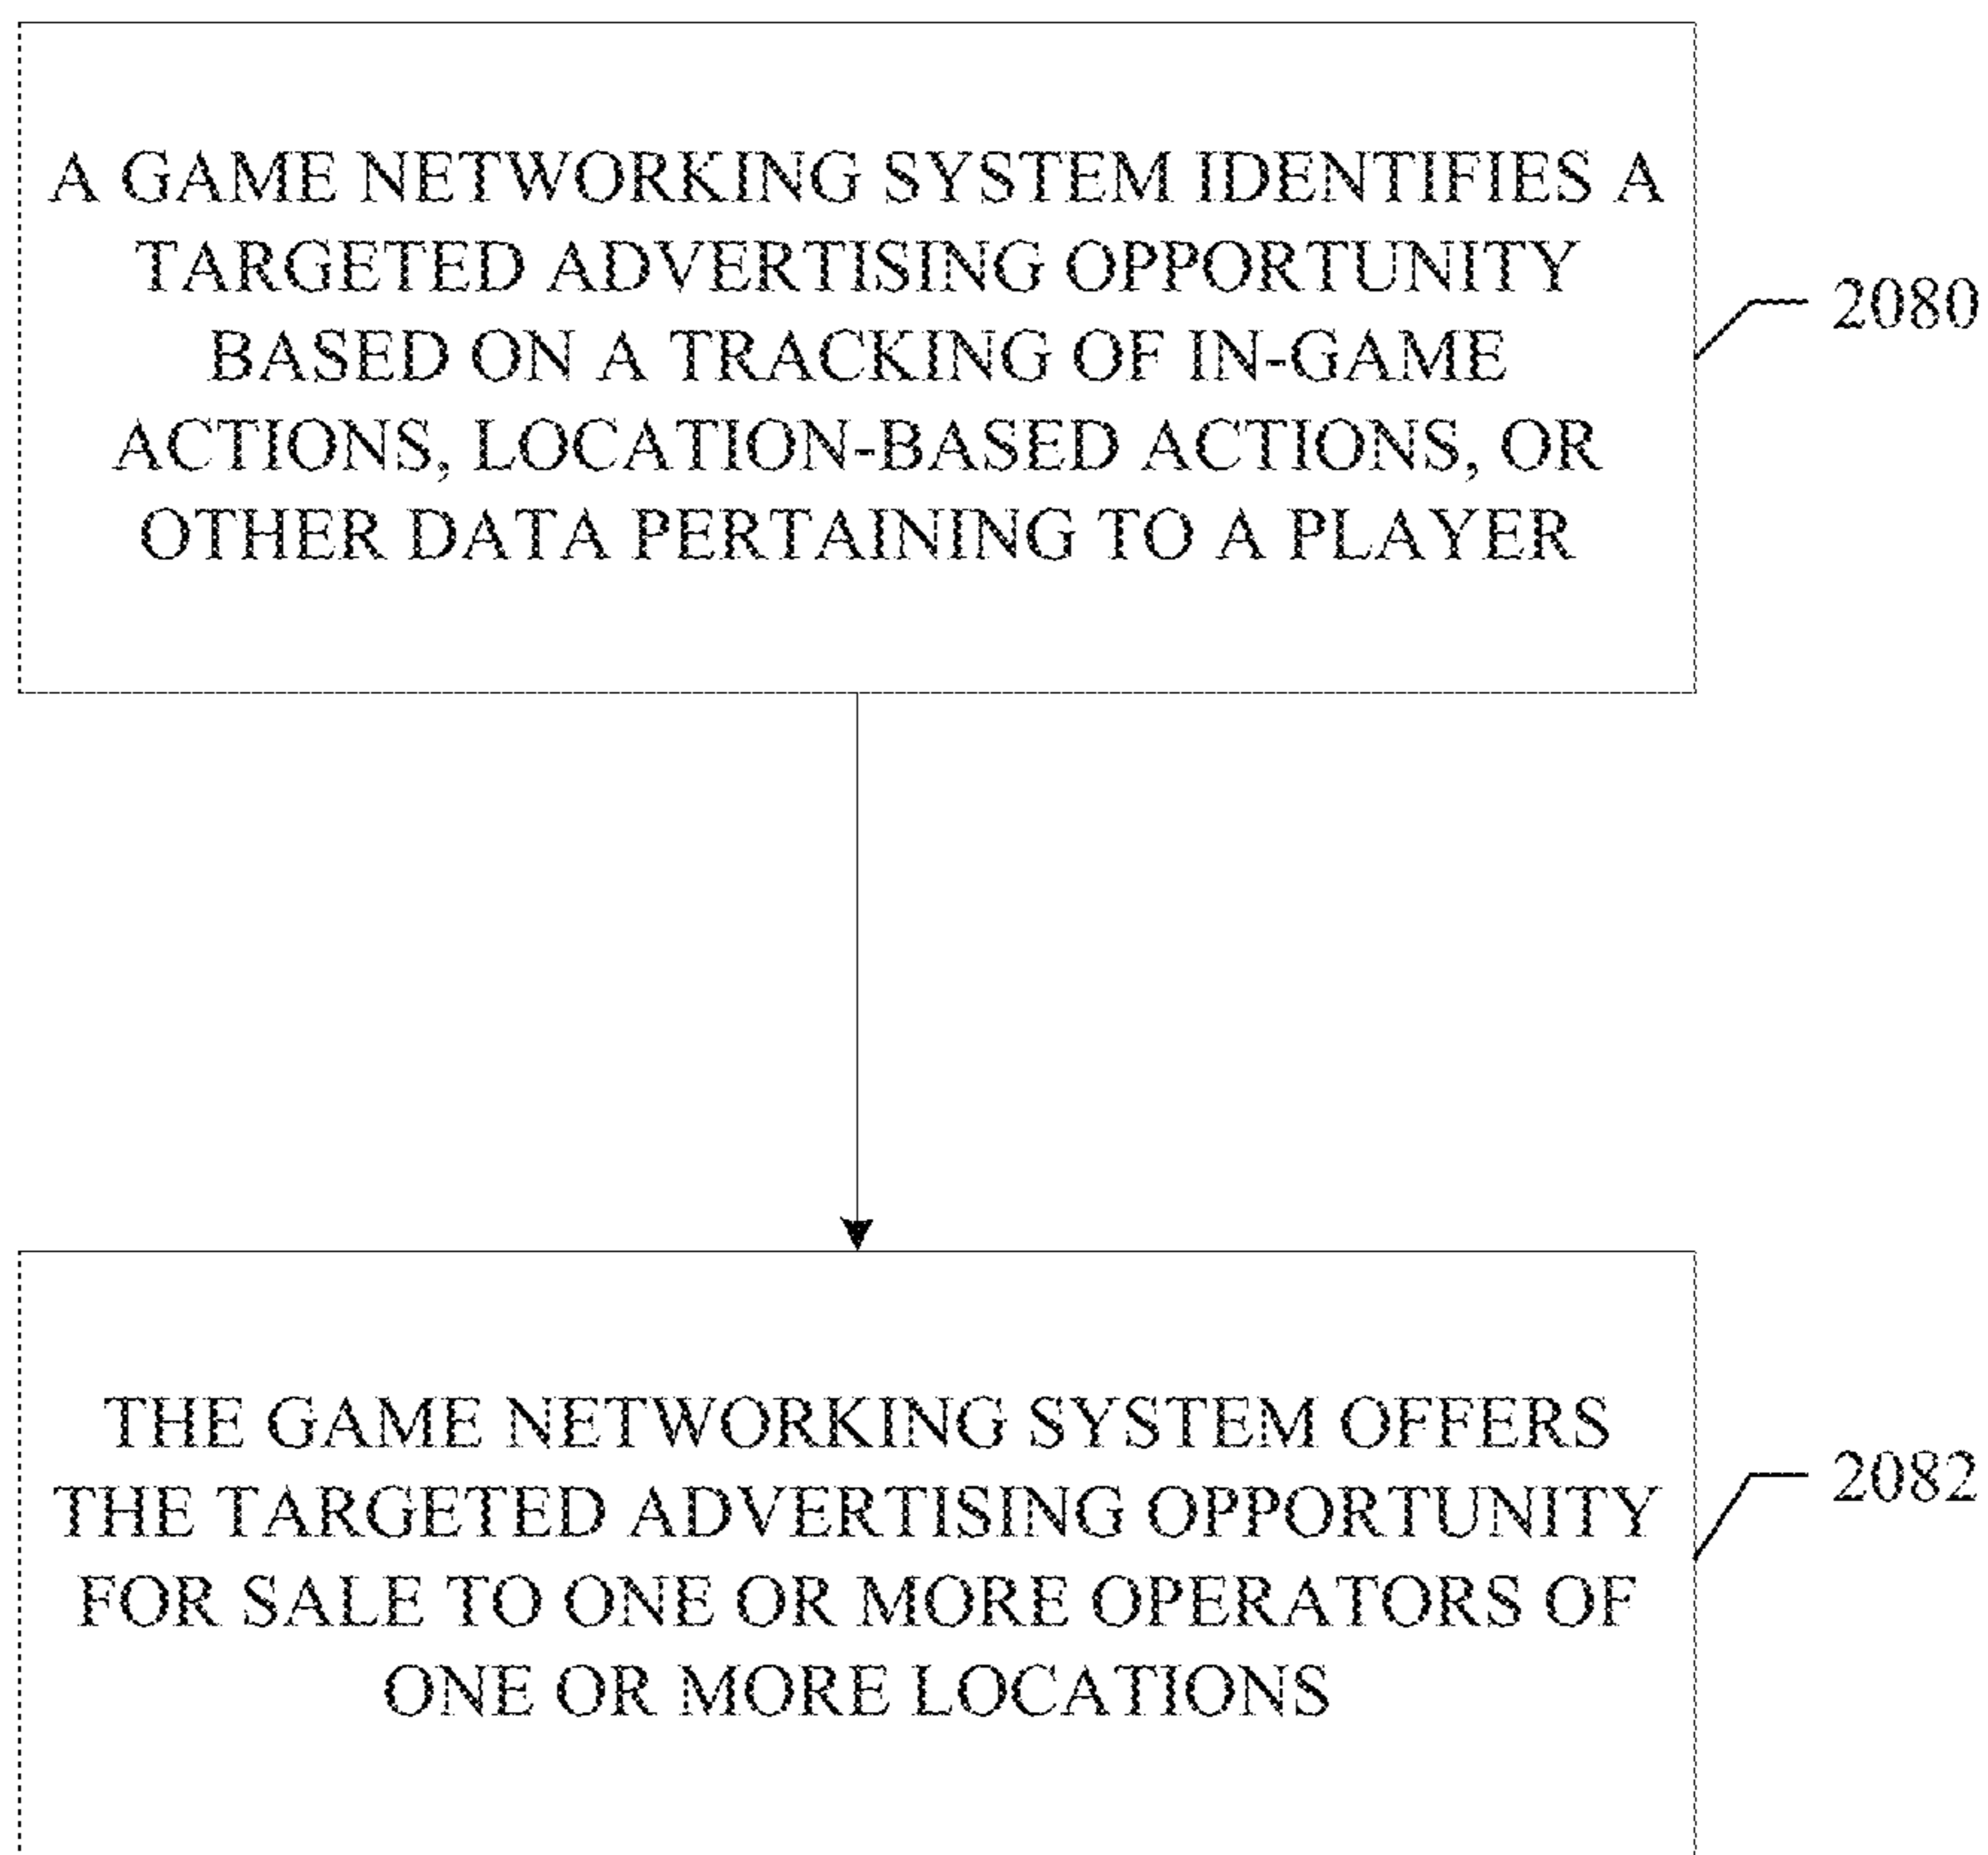 A GAME NETWORKING SYSTEM IDENTIFIES A
TARGETED ADVERTISING OPPORTUNITY
BASED ON A TRACKING OF IN-GAME
ACTIONS, LOCATION-BASED ACTIONS, OR
OTHER DATA PERTAINING TO A PLAYER
2080
THE GAME NETWORKING SYSTEM OFFERS
THE TARGETED ADVERTISING OPPORTUNITY
FOR SALE TO ONE OR MORE OPERATORS OF
ONE OR MORE LOCATIONS
2082